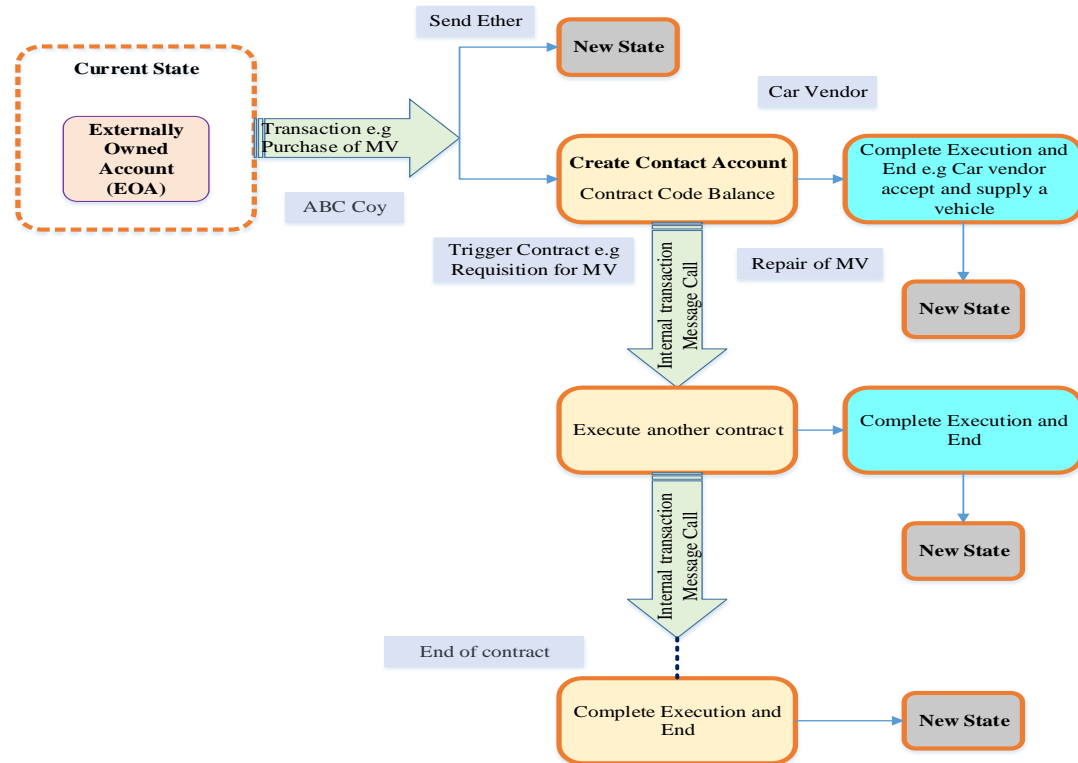 Send Ether
New State
Current State
Externally
Owned
Account
(EOA)
Transaction e.g
Purchase of MV
ABC Coy
Car Vendor
Create Contact Account
Contract Code Balance
Complete Execution and
End e.g Car vendor
accept and supply a
vehicle
Trigger Contract e.g
Requisition for MV
Internal transaction
Message Call
Repair of MV
New State
Execute another contract
Complete Execution and
End
Internal transaction
Message Call
New State
End of contract
Complete Execution and
End
New State